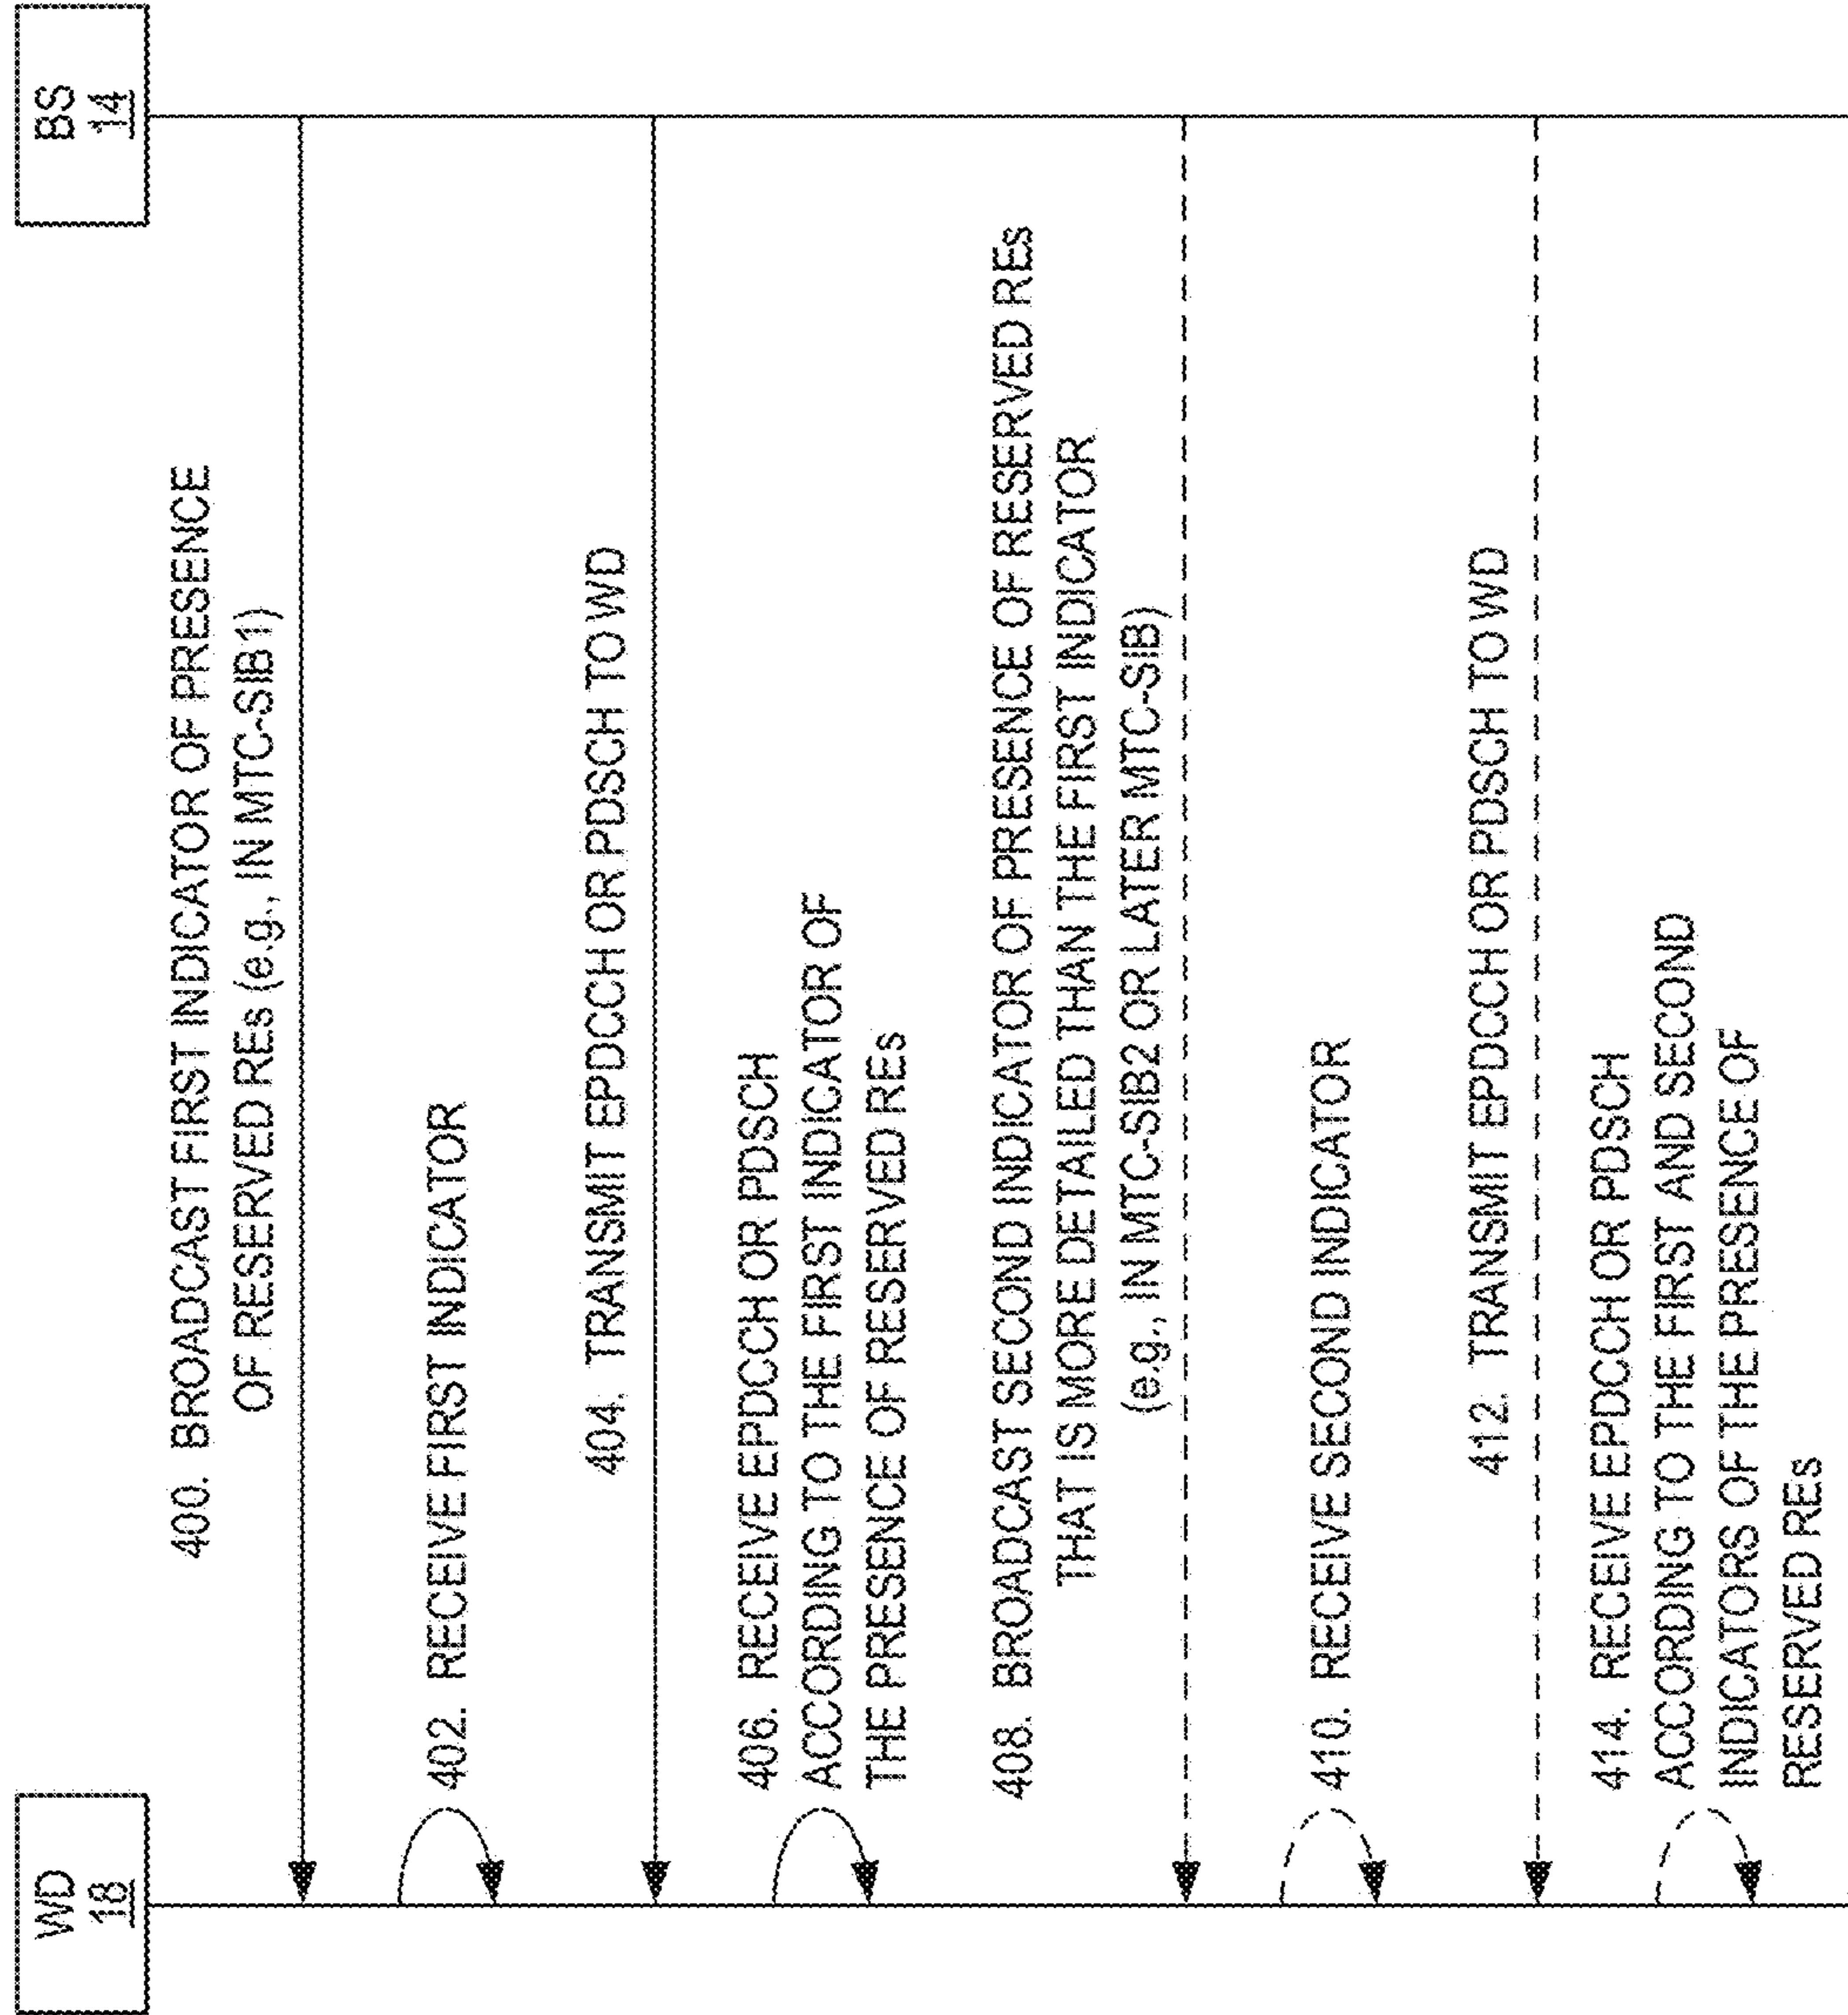 WD
18
BS
14
400. BROADCAST FIRST INDICATOR OF PRESENCE
OF RESERVED REs (e.g., IN MTC-SIB1)
402. RECEIVE FIRST INDICATOR
404. TRANSMIT EPDCCH OR PDSCH TO WD
406. RECEIVE EPDCCH OR PDSCH
ACCORDING TO THE FIRST INDICATOR OF
THE PRESENCE OF RESERVED REs
408. BROADCAST SECOND INDICATOR OF PRESENCE OF RESERVED REs
THAT IS MORE DETAILED THAN THE FIRST INDICATOR
(e.g., IN MTC-SIB2 OR LATER MTC-SIB)
410. RECEIVE SECOND INDICATOR
412. TRANSMIT EPDCCH OR PDSCH TO WD
414. RECEIVE EPDCCH OR PDSCH
ACCORDING TO THE FIRST AND SECOND
INDICATORS OF THE PRESENCE OF
RESERVED REs